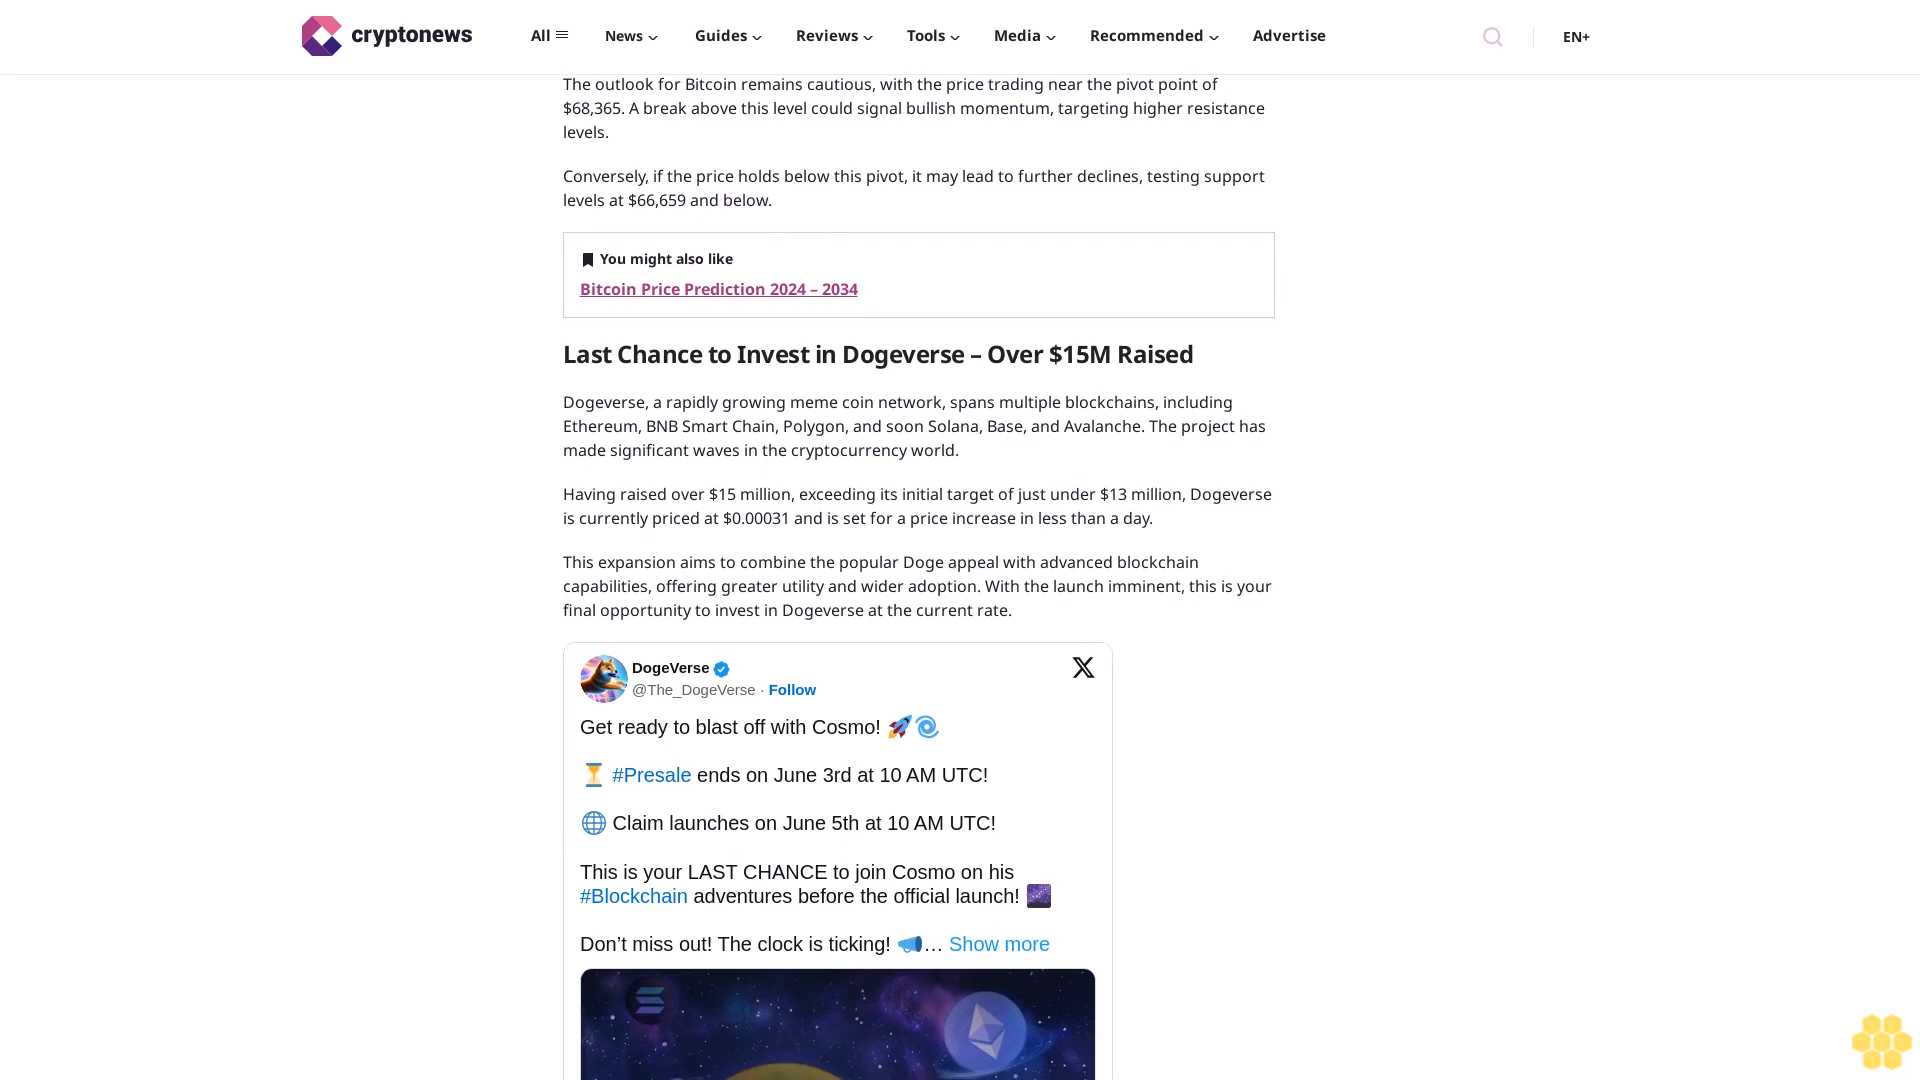 cryptonews
All
News
Guides
Reviews
Tools
Media
Recommended
Advertise
EN+
The outlook for Bitcoin remains cautious, with the price trading near the pivot point of
$68,365. A break above this level could signal bullish momentum, targeting higher resistance
levels.
Conversely, if the price holds below this pivot, it may lead to further declines, testing support
levels at $66,659 and below.
You might also like
Bitcoin Price Prediction 2024 – 2034
Last Chance to Invest in Dogeverse – Over $15M Raised
Dogeverse, a rapidly growing meme coin network, spans multiple blockchains, including
Ethereum, BNB Smart Chain, Polygon, and soon Solana, Base, and Avalanche. The project has
made significant waves in the cryptocurrency world.
Having raised over $15 million, exceeding its initial target of just under $13 million, Dogeverse
is currently priced at $0.00031 and is set for a price increase in less than a day.
This expansion aims to combine the popular Doge appeal with advanced blockchain
capabilities, offering greater utility and wider adoption. With the launch imminent, this is your
final opportunity to invest in Dogeverse at the current rate.
DogeVerse
@The_DogeVerse · Follow
Get ready to blast off with Cosmo! 🚀🌀
⏳ #Presale ends on June 3rd at 10 AM UTC!
🌐 Claim launches on June 5th at 10 AM UTC!
This is your LAST CHANCE to join Cosmo on his
#Blockchain adventures before the official launch! 🌌
Don’t miss out! The clock is ticking! 📣… Show more